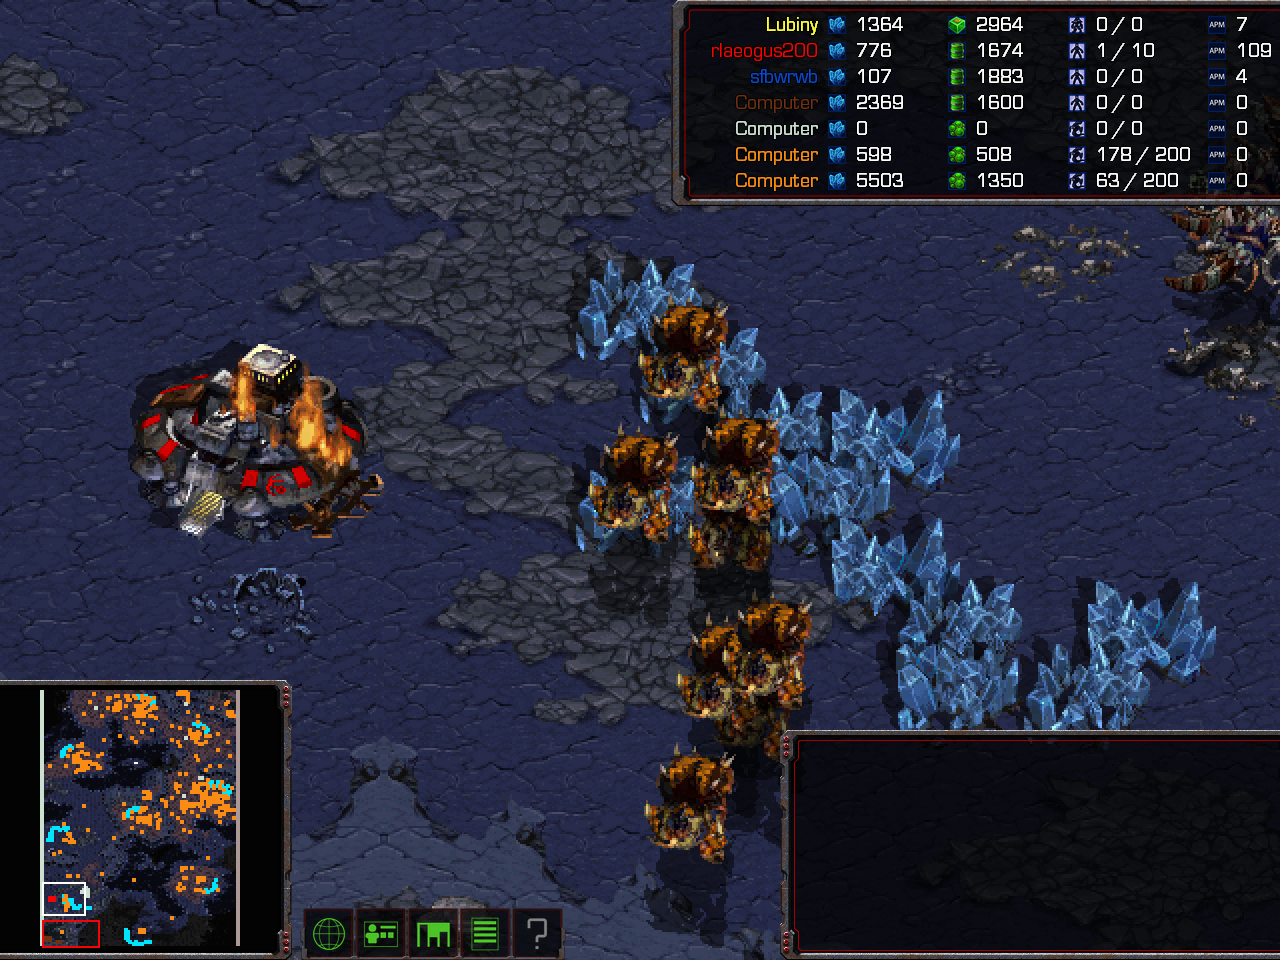 Lubiny 1364 2964 0 / 0 APM 7
rlaeogus200 776 1674 1 / 10 APM 109
sfbwrwb 107 1883 0 / 0 APM 4
Computer 2369 1600 0 / 0 APM 0
Computer 0 0 0 / 0 APM 0
Computer 598 508 178 / 200 APM 0
Computer 5503 1350 63 / 200 APM 0
?